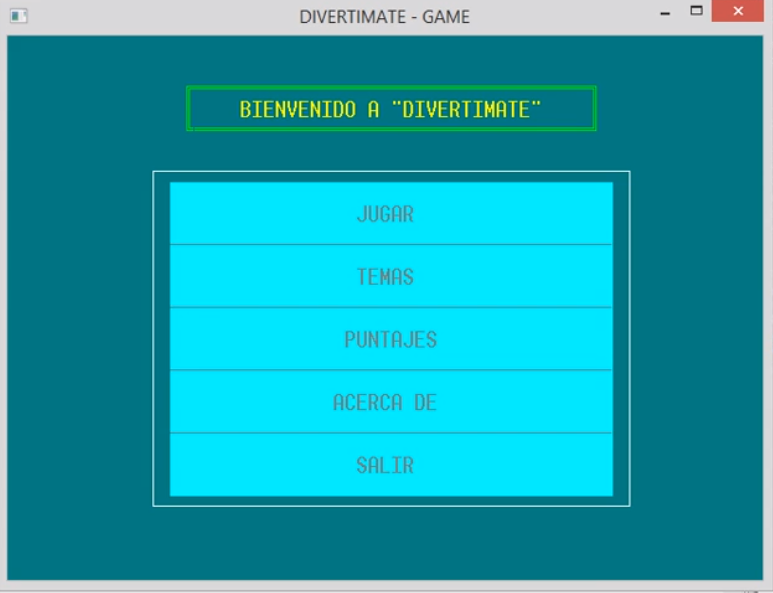 DIVERTIMATE - GAME
BIENVENIDO A "DIVERTIMATE"
JUGAR
TEMAS
PUNTAJES
ACERCA DE
SALIR